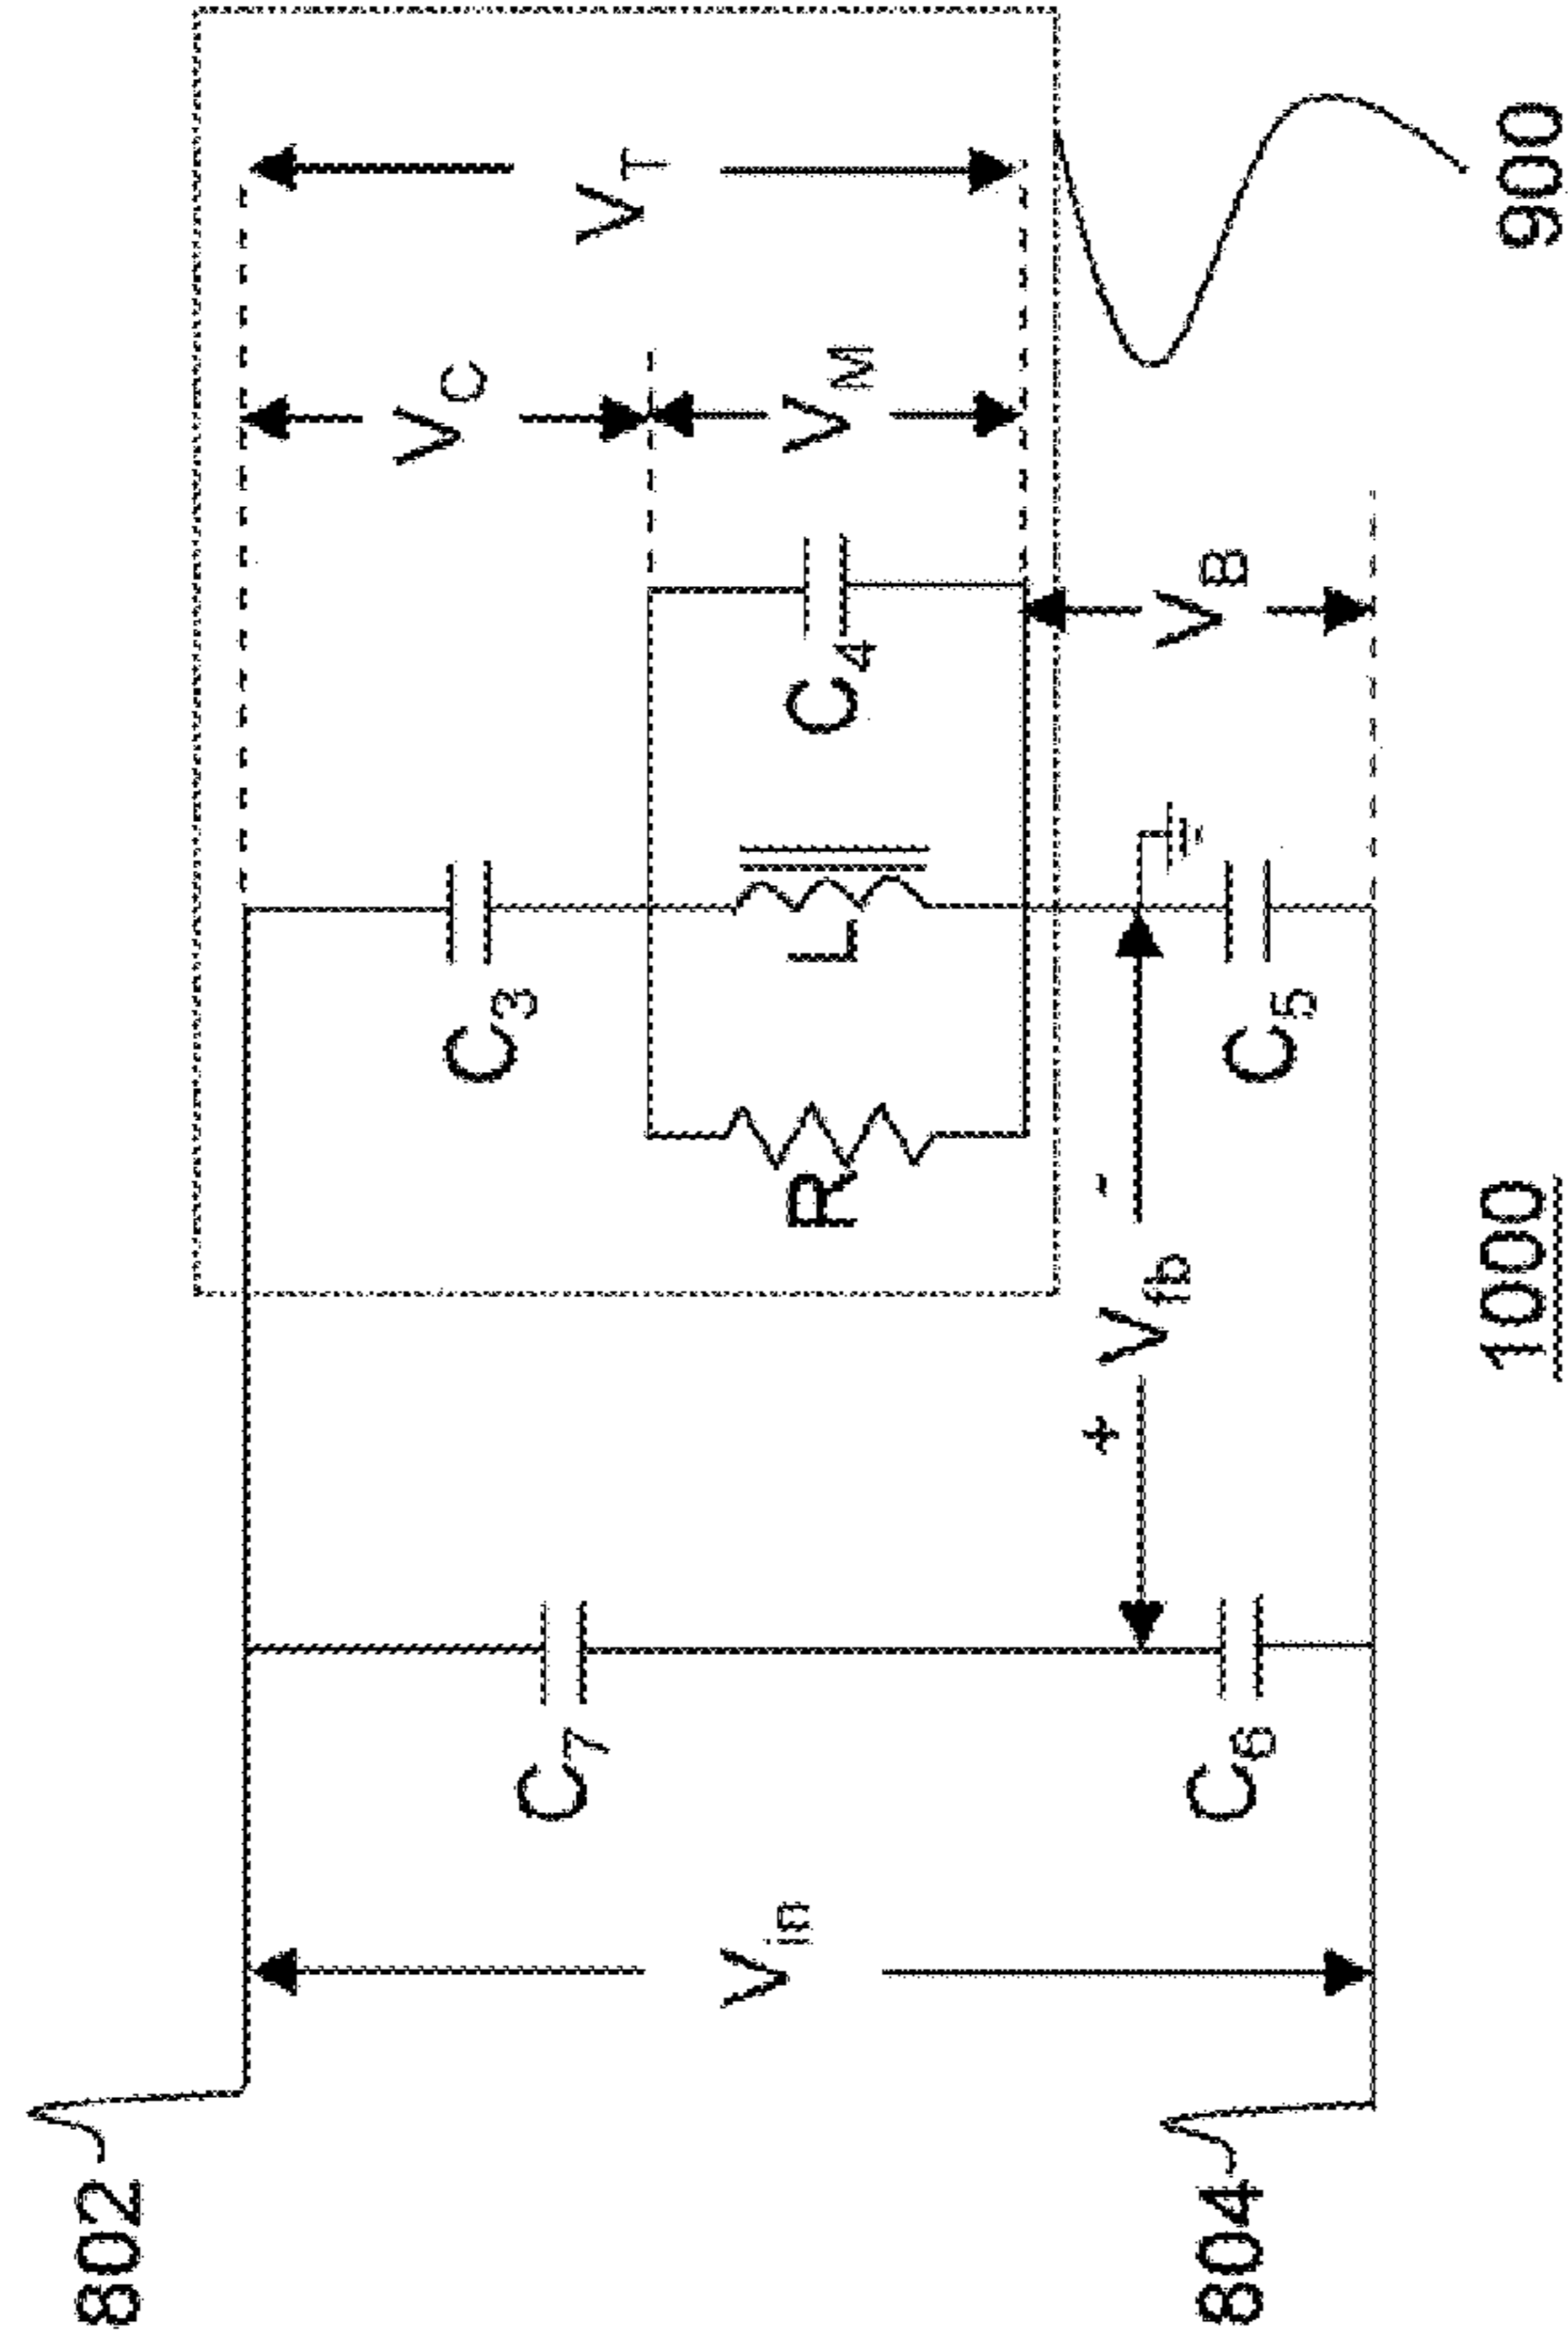 802
V_C
C_3
C_7
V_T
V_in
R
L
C_4
V_M
+ V_fb -
V_B
804
C_6
C_5
1000
900